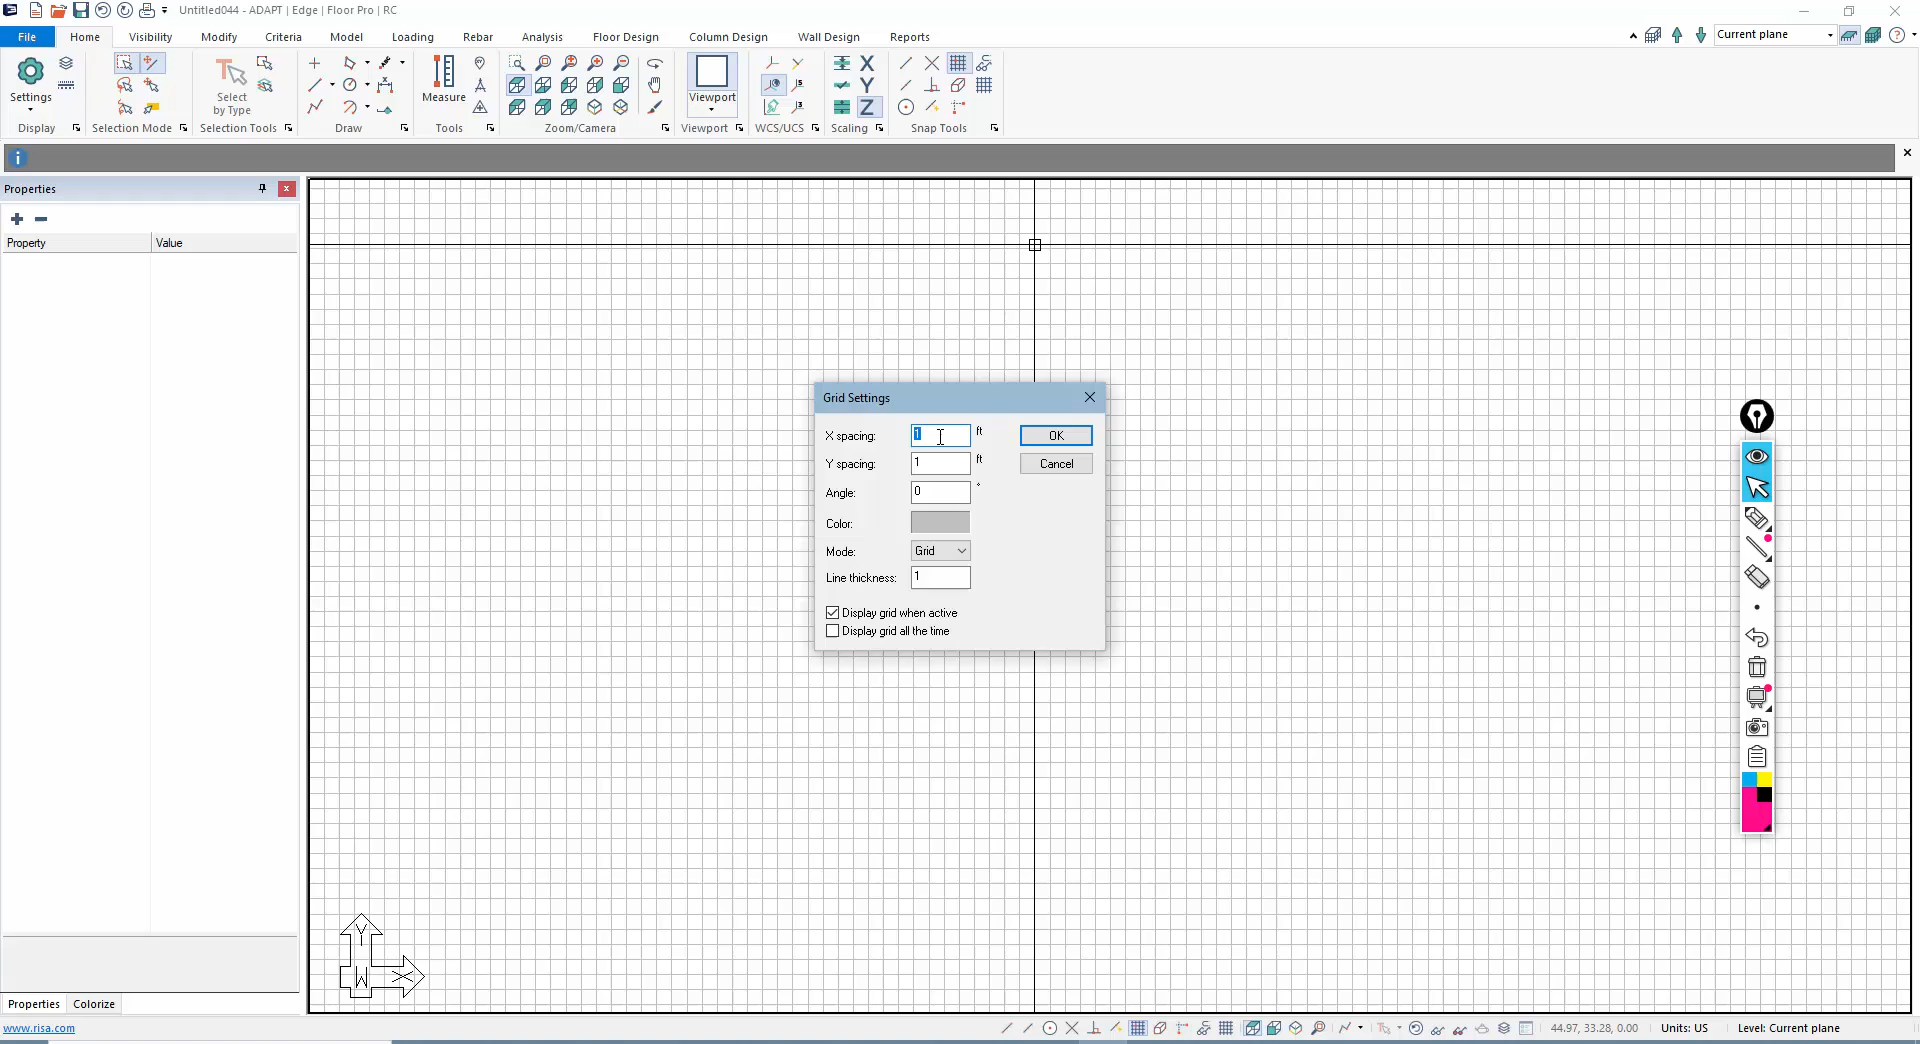 Untitled044 - ADAPT | Edge | Floor Pro | RC
File Home Visibility Modify Criteria Model Loading Rebar Analysis Floor Design Column Design Wall Design Reports Current plane
Settings
Select
by Type
Measure
Viewport
X
Y
Z
Display Selection Mode Selection Tools Draw Tools Zoom/Camera Viewport WCS/UCS Scaling Snap Tools
Properties
Property Value
Grid Settings
X spacing: 1 ft OK
Y spacing: 1 ft Cancel
Angle: 0 °
Color:
Mode: Grid
Line thickness: 1
Display grid when active
Display grid all the time
Y
W X
Properties Colorize
www.risa.com 44.97, 33.28, 0.00 Units: US Level: Current plane